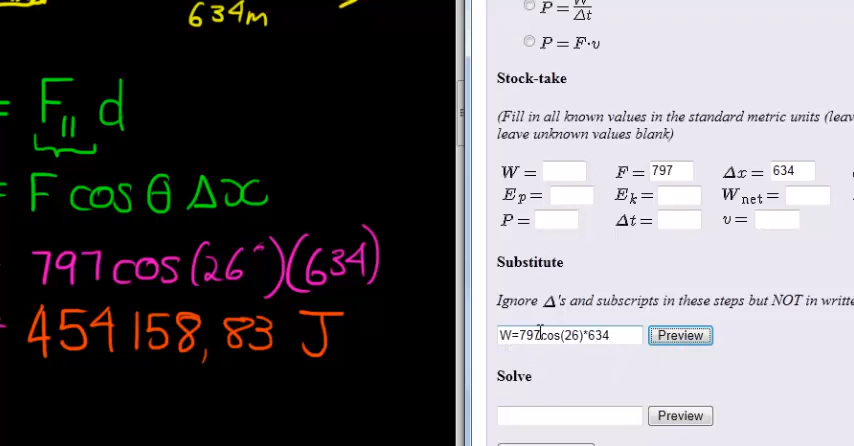 634m
= F∥ d
= F cos θ Δx
797 cos(26°)(634)
= 454 158,83 J
P = W/Δt
P = F·v
Stock-take
(Fill in all known values in the standard metric units (leav
leave unknown values blank)
W = F = 797 Δx = 634
Ep = Ek = Wnet =
P = Δt = v =
Substitute
Ignore Δ's and subscripts in these steps but NOT in writte
W=797cos(26)*634 Preview
Solve
Preview